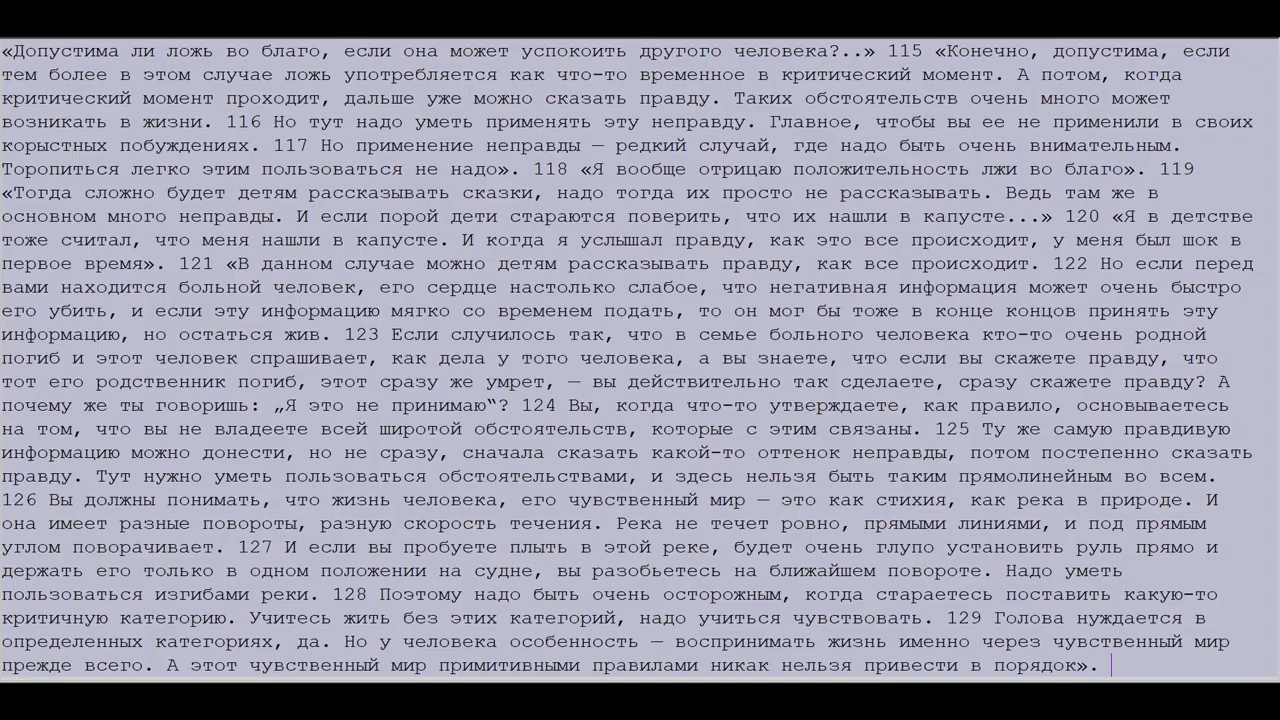 «Допустима ли ложь во благо, если она может успокоить другого человека?..» 115 «Конечно, допустима, если
тем более в этом случае ложь употребляется как что-то временное в критический момент. А потом, когда
критический момент проходит, дальше уже можно сказать правду. Таких обстоятельств очень много может
возникать в жизни. 116 Но тут надо уметь применять эту неправду. Главное, чтобы вы ее не применили в своих
корыстных побуждениях. 117 Но применение неправды — редкий случай, где надо быть очень внимательным.
Торопиться легко этим пользоваться не надо». 118 «Я вообще отрицаю положительность лжи во благо». 119
«Тогда сложно будет детям рассказывать сказки, надо тогда их просто не рассказывать. Ведь там же в
основном много неправды. И если порой дети стараются поверить, что их нашли в капусте...» 120 «Я в детстве
тоже считал, что меня нашли в капусте. И когда я услышал правду, как это все происходит, у меня был шок в
первое время». 121 «В данном случае можно детям рассказывать правду, как все происходит. 122 Но если перед
вами находится больной человек, его сердце настолько слабое, что негативная информация может очень быстро
его убить, и если эту информацию мягко со временем подать, то он мог бы тоже в конце концов принять эту
информацию, но остаться жив. 123 Если случилось так, что в семье больного человека кто-то очень родной
погиб и этот человек спрашивает, как дела у того человека, а вы знаете, что если вы скажете правду, что
тот его родственник погиб, этот сразу же умрет, — вы действительно так сделаете, сразу скажете правду? А
почему же ты говоришь: „Я это не принимаю‟? 124 Вы, когда что-то утверждаете, как правило, основываетесь
на том, что вы не владеете всей широтой обстоятельств, которые с этим связаны. 125 Ту же самую правдивую
информацию можно донести, но не сразу, сначала сказать какой-то оттенок неправды, потом постепенно сказать
правду. Тут нужно уметь пользоваться обстоятельствами, и здесь нельзя быть таким прямолинейным во всем.
126 Вы должны понимать, что жизнь человека, его чувственный мир — это как стихия, как река в природе. И
она имеет разные повороты, разную скорость течения. Река не течет ровно, прямыми линиями, и под прямым
углом поворачивает. 127 И если вы пробуете плыть в этой реке, будет очень глупо установить руль прямо и
держать его только в одном положении на судне, вы разобьетесь на ближайшем повороте. Надо уметь
пользоваться изгибами реки. 128 Поэтому надо быть очень осторожным, когда стараетесь поставить какую-то
критичную категорию. Учитесь жить без этих категорий, надо учиться чувствовать. 129 Голова нуждается в
определенных категориях, да. Но у человека особенность — воспринимать жизнь именно через чувственный мир
прежде всего. А этот чувственный мир примитивными правилами никак нельзя привести в порядок».